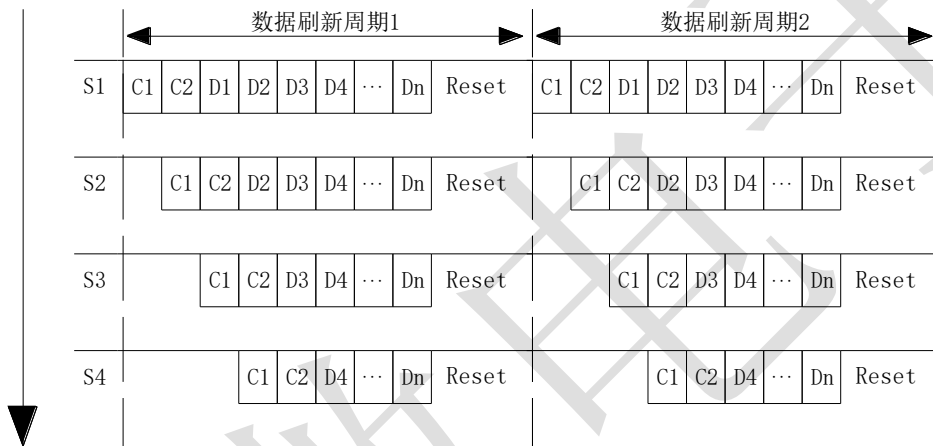 数据刷新周期1 数据刷新周期2
S1 C1 C2 D1 D2 D3 D4 ··· Dn Reset C1 C2 D1 D2 D3 D4 ··· Dn Reset
S2 C1 C2 D2 D3 D4 ··· Dn Reset C1 C2 D2 D3 D4 ··· Dn Reset
S3 C1 C2 D3 D4 ··· Dn Reset C1 C2 D3 D4 ··· Dn Reset
S4 C1 C2 D4 ··· Dn Reset C1 C2 D4 ··· Dn Reset